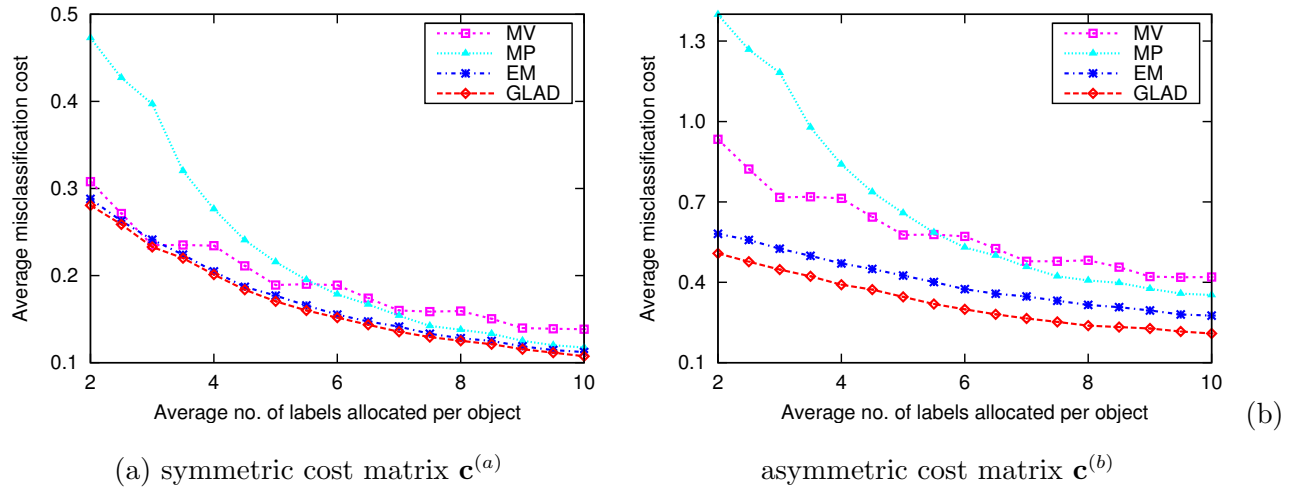 0.5
0.4
0.3
0.2
0.1
2 4 6 8 10
Average misclassification cost
Average no. of labels allocated per object
MV
MP
EM
GLAD
(a) symmetric cost matrix c^(a)
1.3
1.0
0.7
0.4
0.1
2 4 6 8 10
Average misclassification cost
Average no. of labels allocated per object
MV
MP
EM
GLAD
(b)
asymmetric cost matrix c^(b)